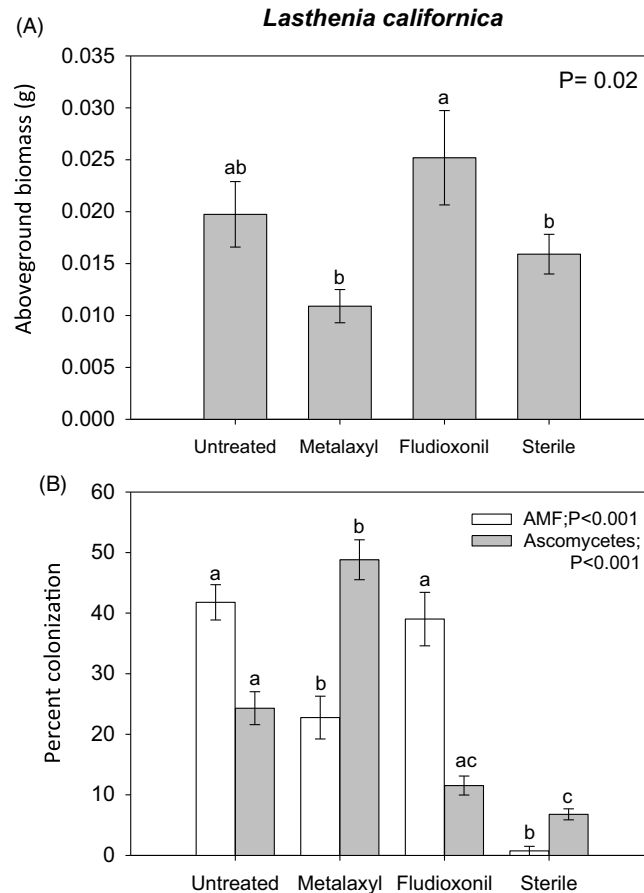 (A)
Lasthenia californica
Aboveground biomass (g)
0.035
0.030
0.025
0.020
0.015
0.010
0.005
0.000
P= 0.02
ab
b
a
b
Untreated
Metalaxyl
Fludioxonil
Sterile
(B)
Percent colonization
60
50
40
30
20
10
0
AMF;P<0.001
Ascomycetes;
P<0.001
a
a
b
b
a
ac
b
c
Untreated
Metalaxyl
Fludioxonil
Sterile